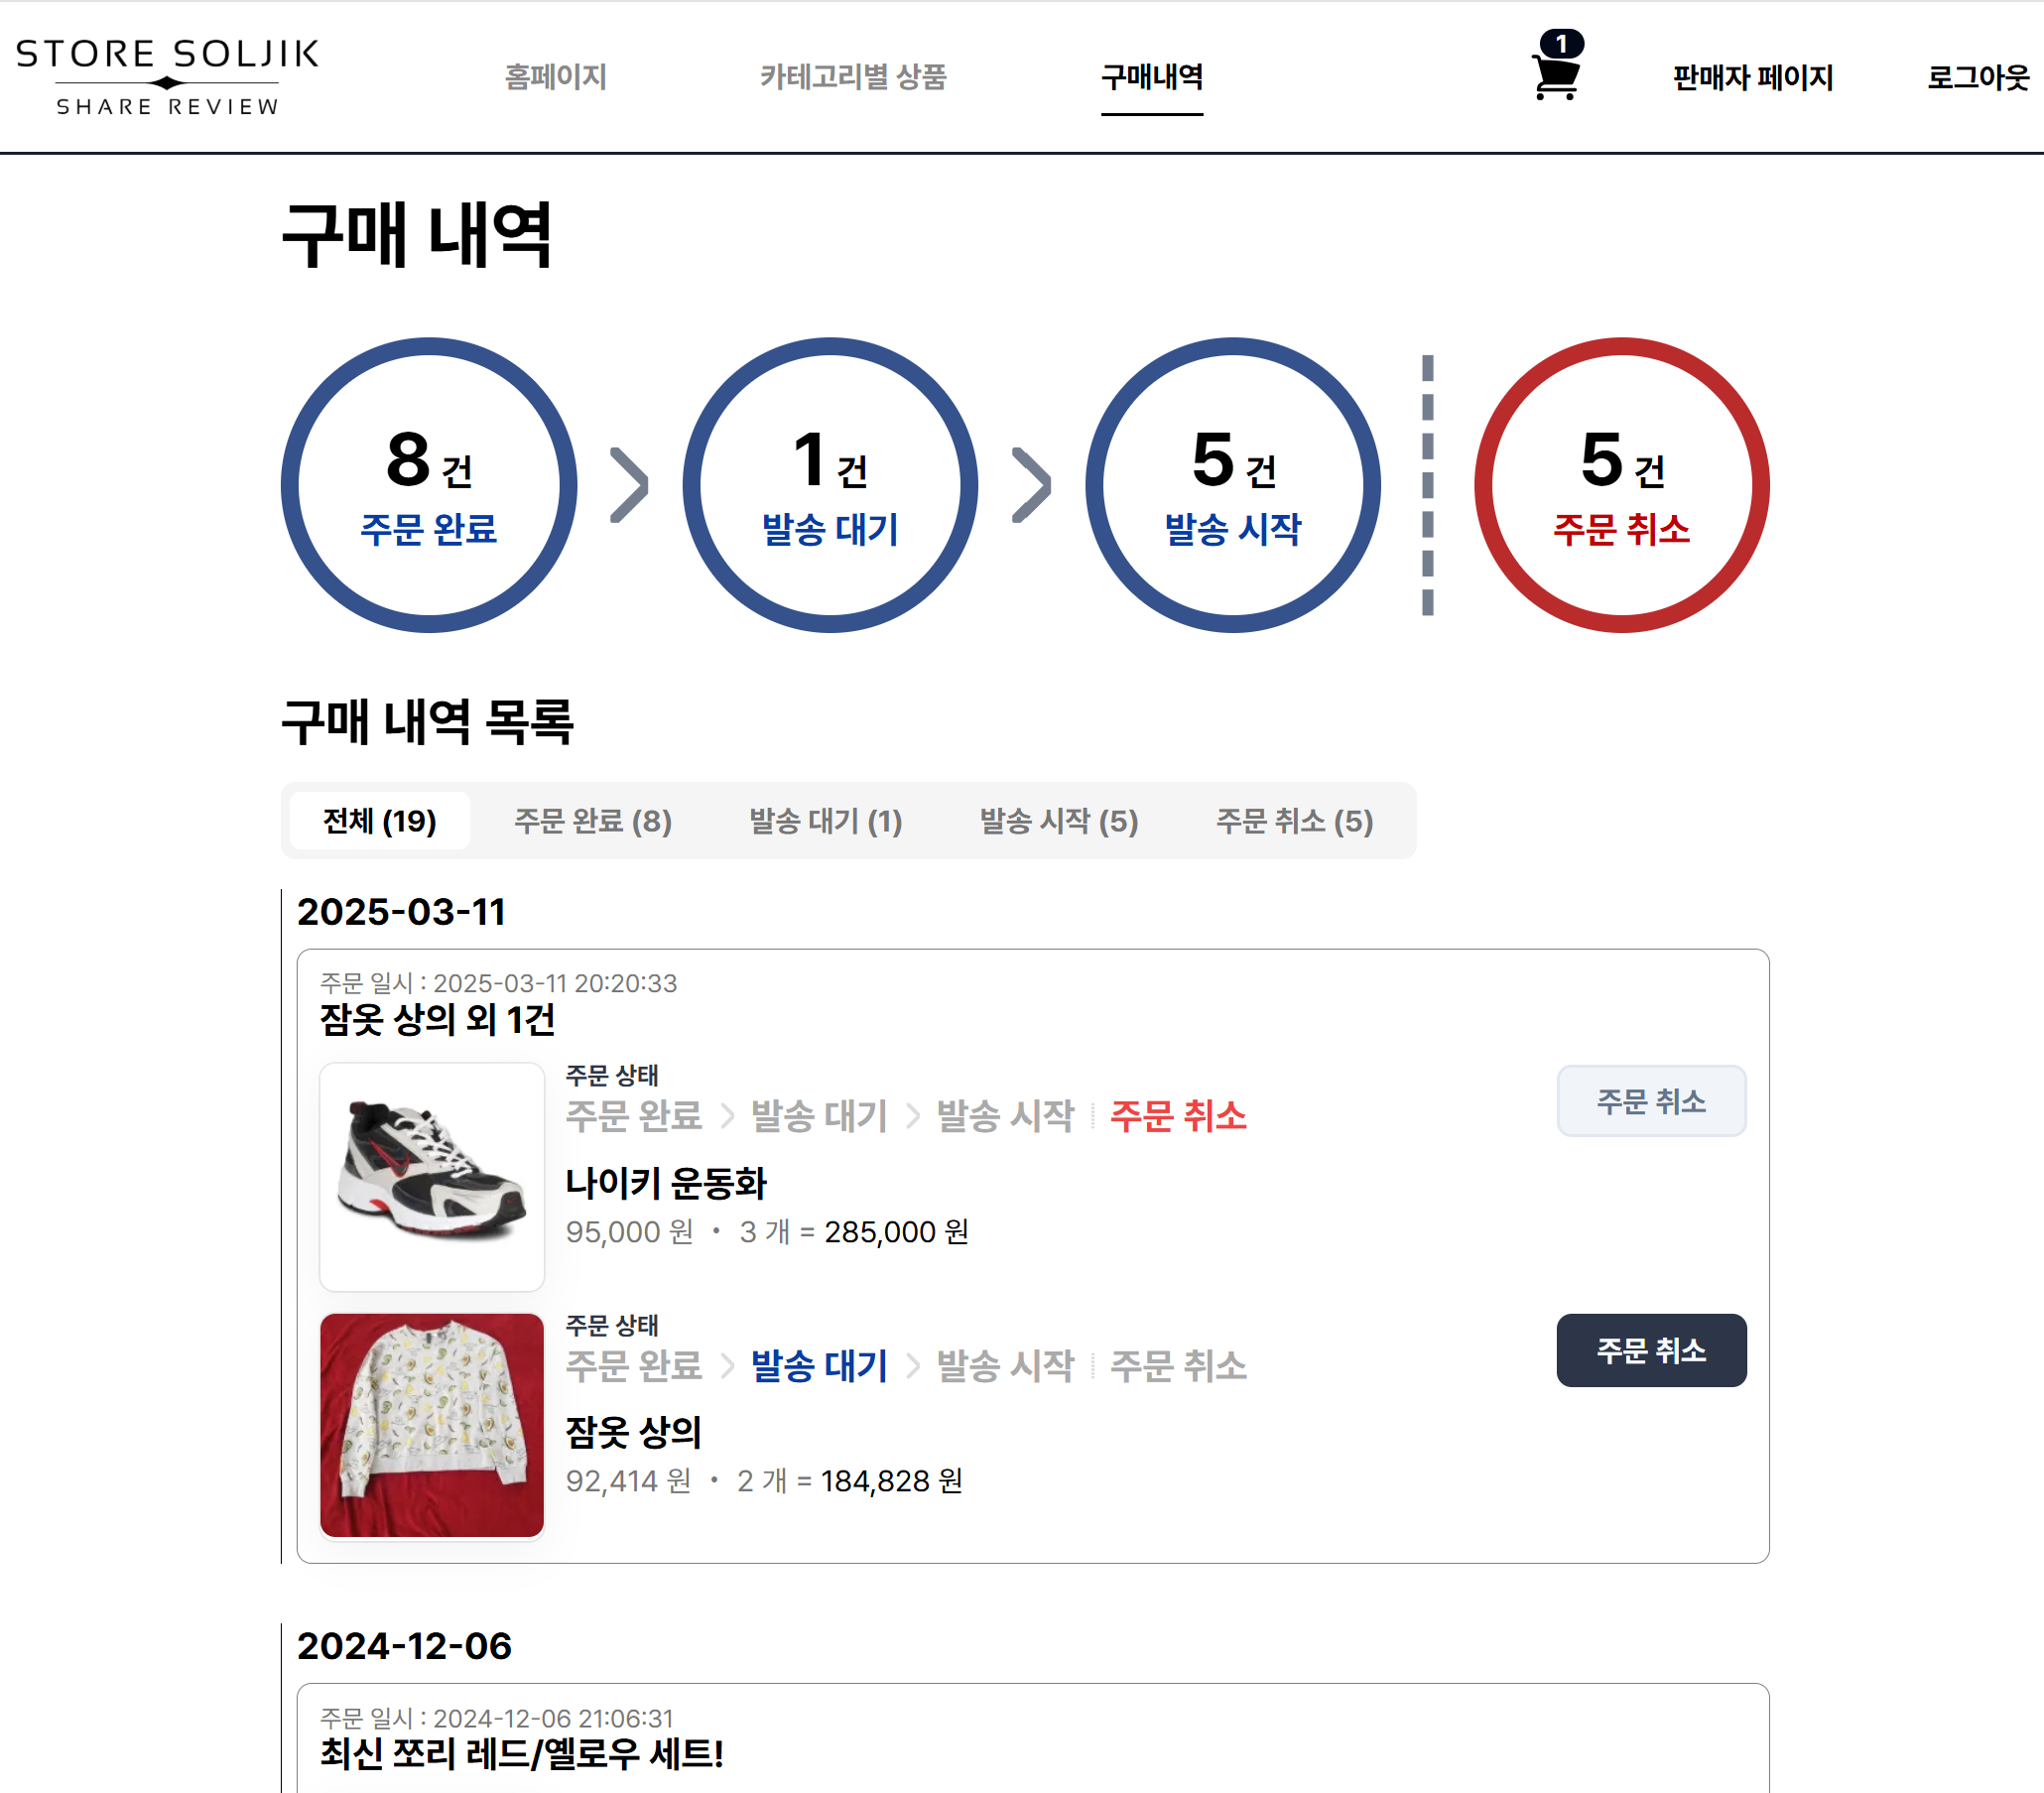 STORE SOLJIK
SHARE REVIEW
홈페이지
카테고리별 상품
구매내역
1
판매자 페이지
로그아웃
구매 내역
8 건
주문 완료
1 건
발송 대기
5 건
발송 시작
5 건
주문 취소
구매 내역 목록
전체 (19)
주문 완료 (8)
발송 대기 (1)
발송 시작 (5)
주문 취소 (5)
2025-03-11
주문 일시 : 2025-03-11 20:20:33
잠옷 상의 외 1건
주문 상태
주문 완료 > 발송 대기 > 발송 시작 주문 취소
주문 취소
나이키 운동화
95,000 원 • 3 개 = 285,000 원
주문 상태
주문 완료 > 발송 대기 > 발송 시작 주문 취소
주문 취소
잠옷 상의
92,414 원 • 2 개 = 184,828 원
2024-12-06
주문 일시 : 2024-12-06 21:06:31
최신 쪼리 레드/옐로우 세트!